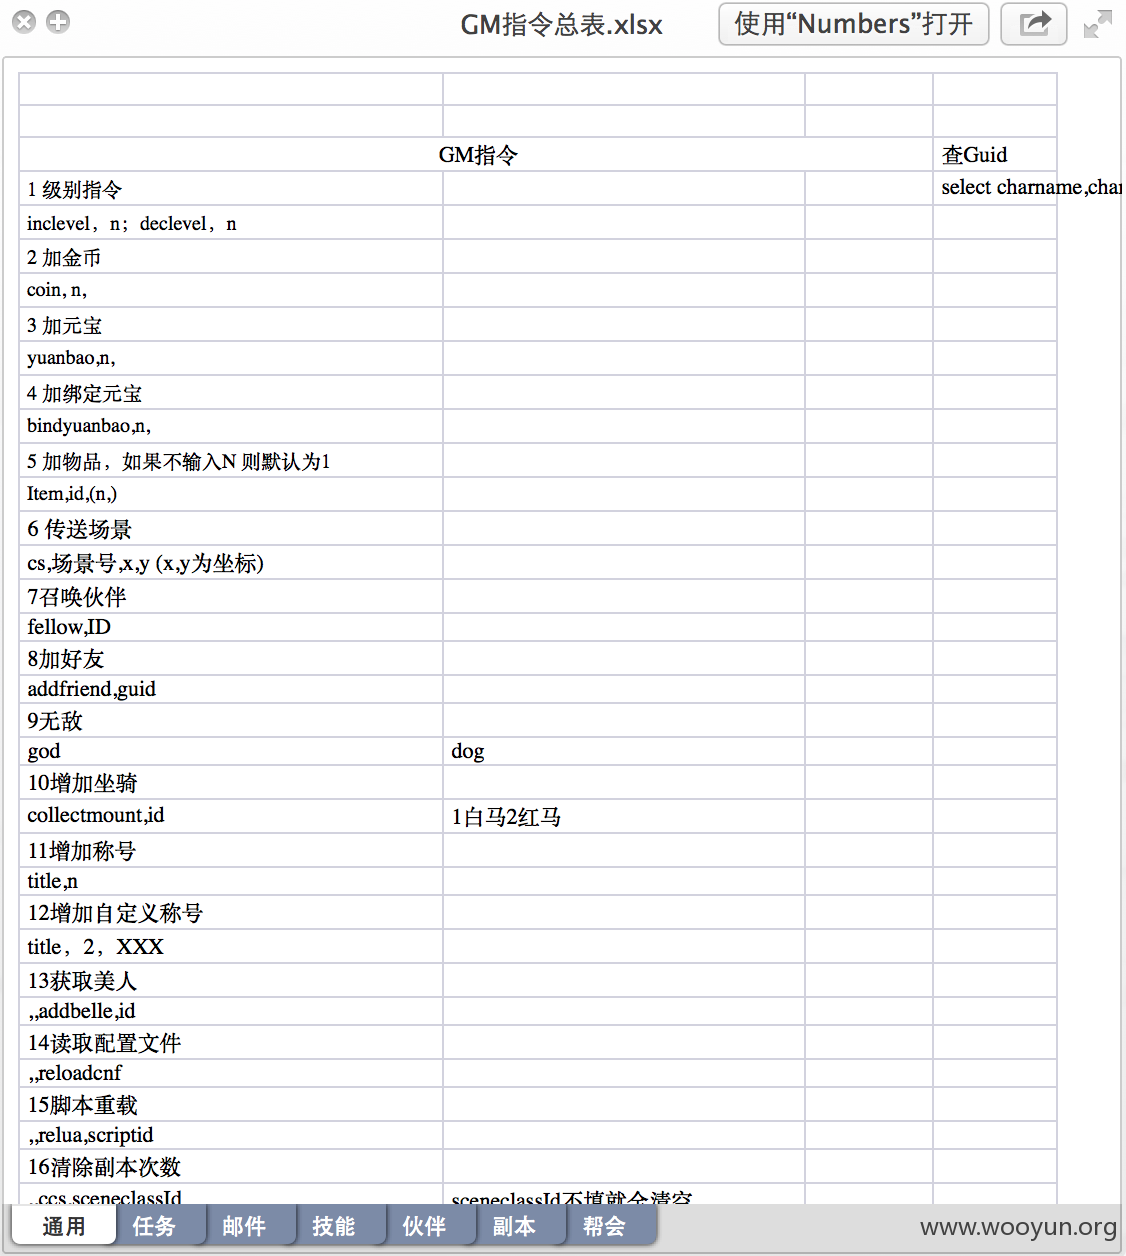 GM指令总表.xlsx 使用“Numbers”打开
GM指令 查Guid
1 级别指令 select charname,char
inclevel，n；declevel，n
2 加金币
coin, n,
3 加元宝
yuanbao,n,
4 加绑定元宝
bindyuanbao,n,
5 加物品，如果不输入N 则默认为1
Item,id,(n,)
6 传送场景
cs,场景号,x,y (x,y为坐标)
7召唤伙伴
fellow,ID
8加好友
addfriend,guid
9无敌
god dog
10增加坐骑
collectmount,id 1白马2红马
11增加称号
title,n
12增加自定义称号
title，2，XXX
13获取美人
,,addbelle,id
14读取配置文件
,,reloadcnf
15脚本重载
,,relua,scriptid
16清除副本次数
,,ccs,sceneclassId sceneclassId不填就全清空
通用 任务 邮件 技能 伙伴 副本 帮会 www.wooyun.org